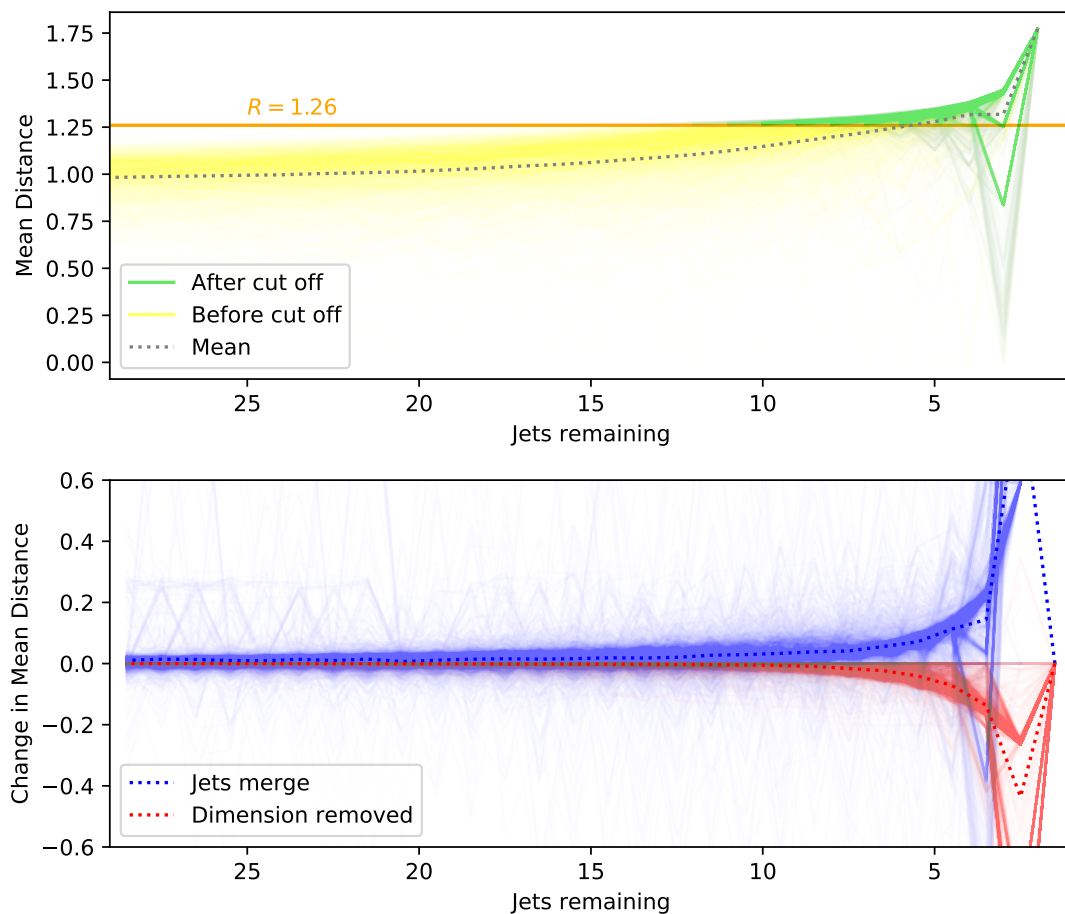 1.75
1.50
1.25
1.00
0.75
0.50
0.25
0.00
Mean Distance
R = 1.26
After cut off
Before cut off
Mean
25 20 15 10 5
Jets remaining
0.6
0.4
0.2
0.0
−0.2
−0.4
−0.6
Change in Mean Distance
Jets merge
Dimension removed
25 20 15 10 5
Jets remaining